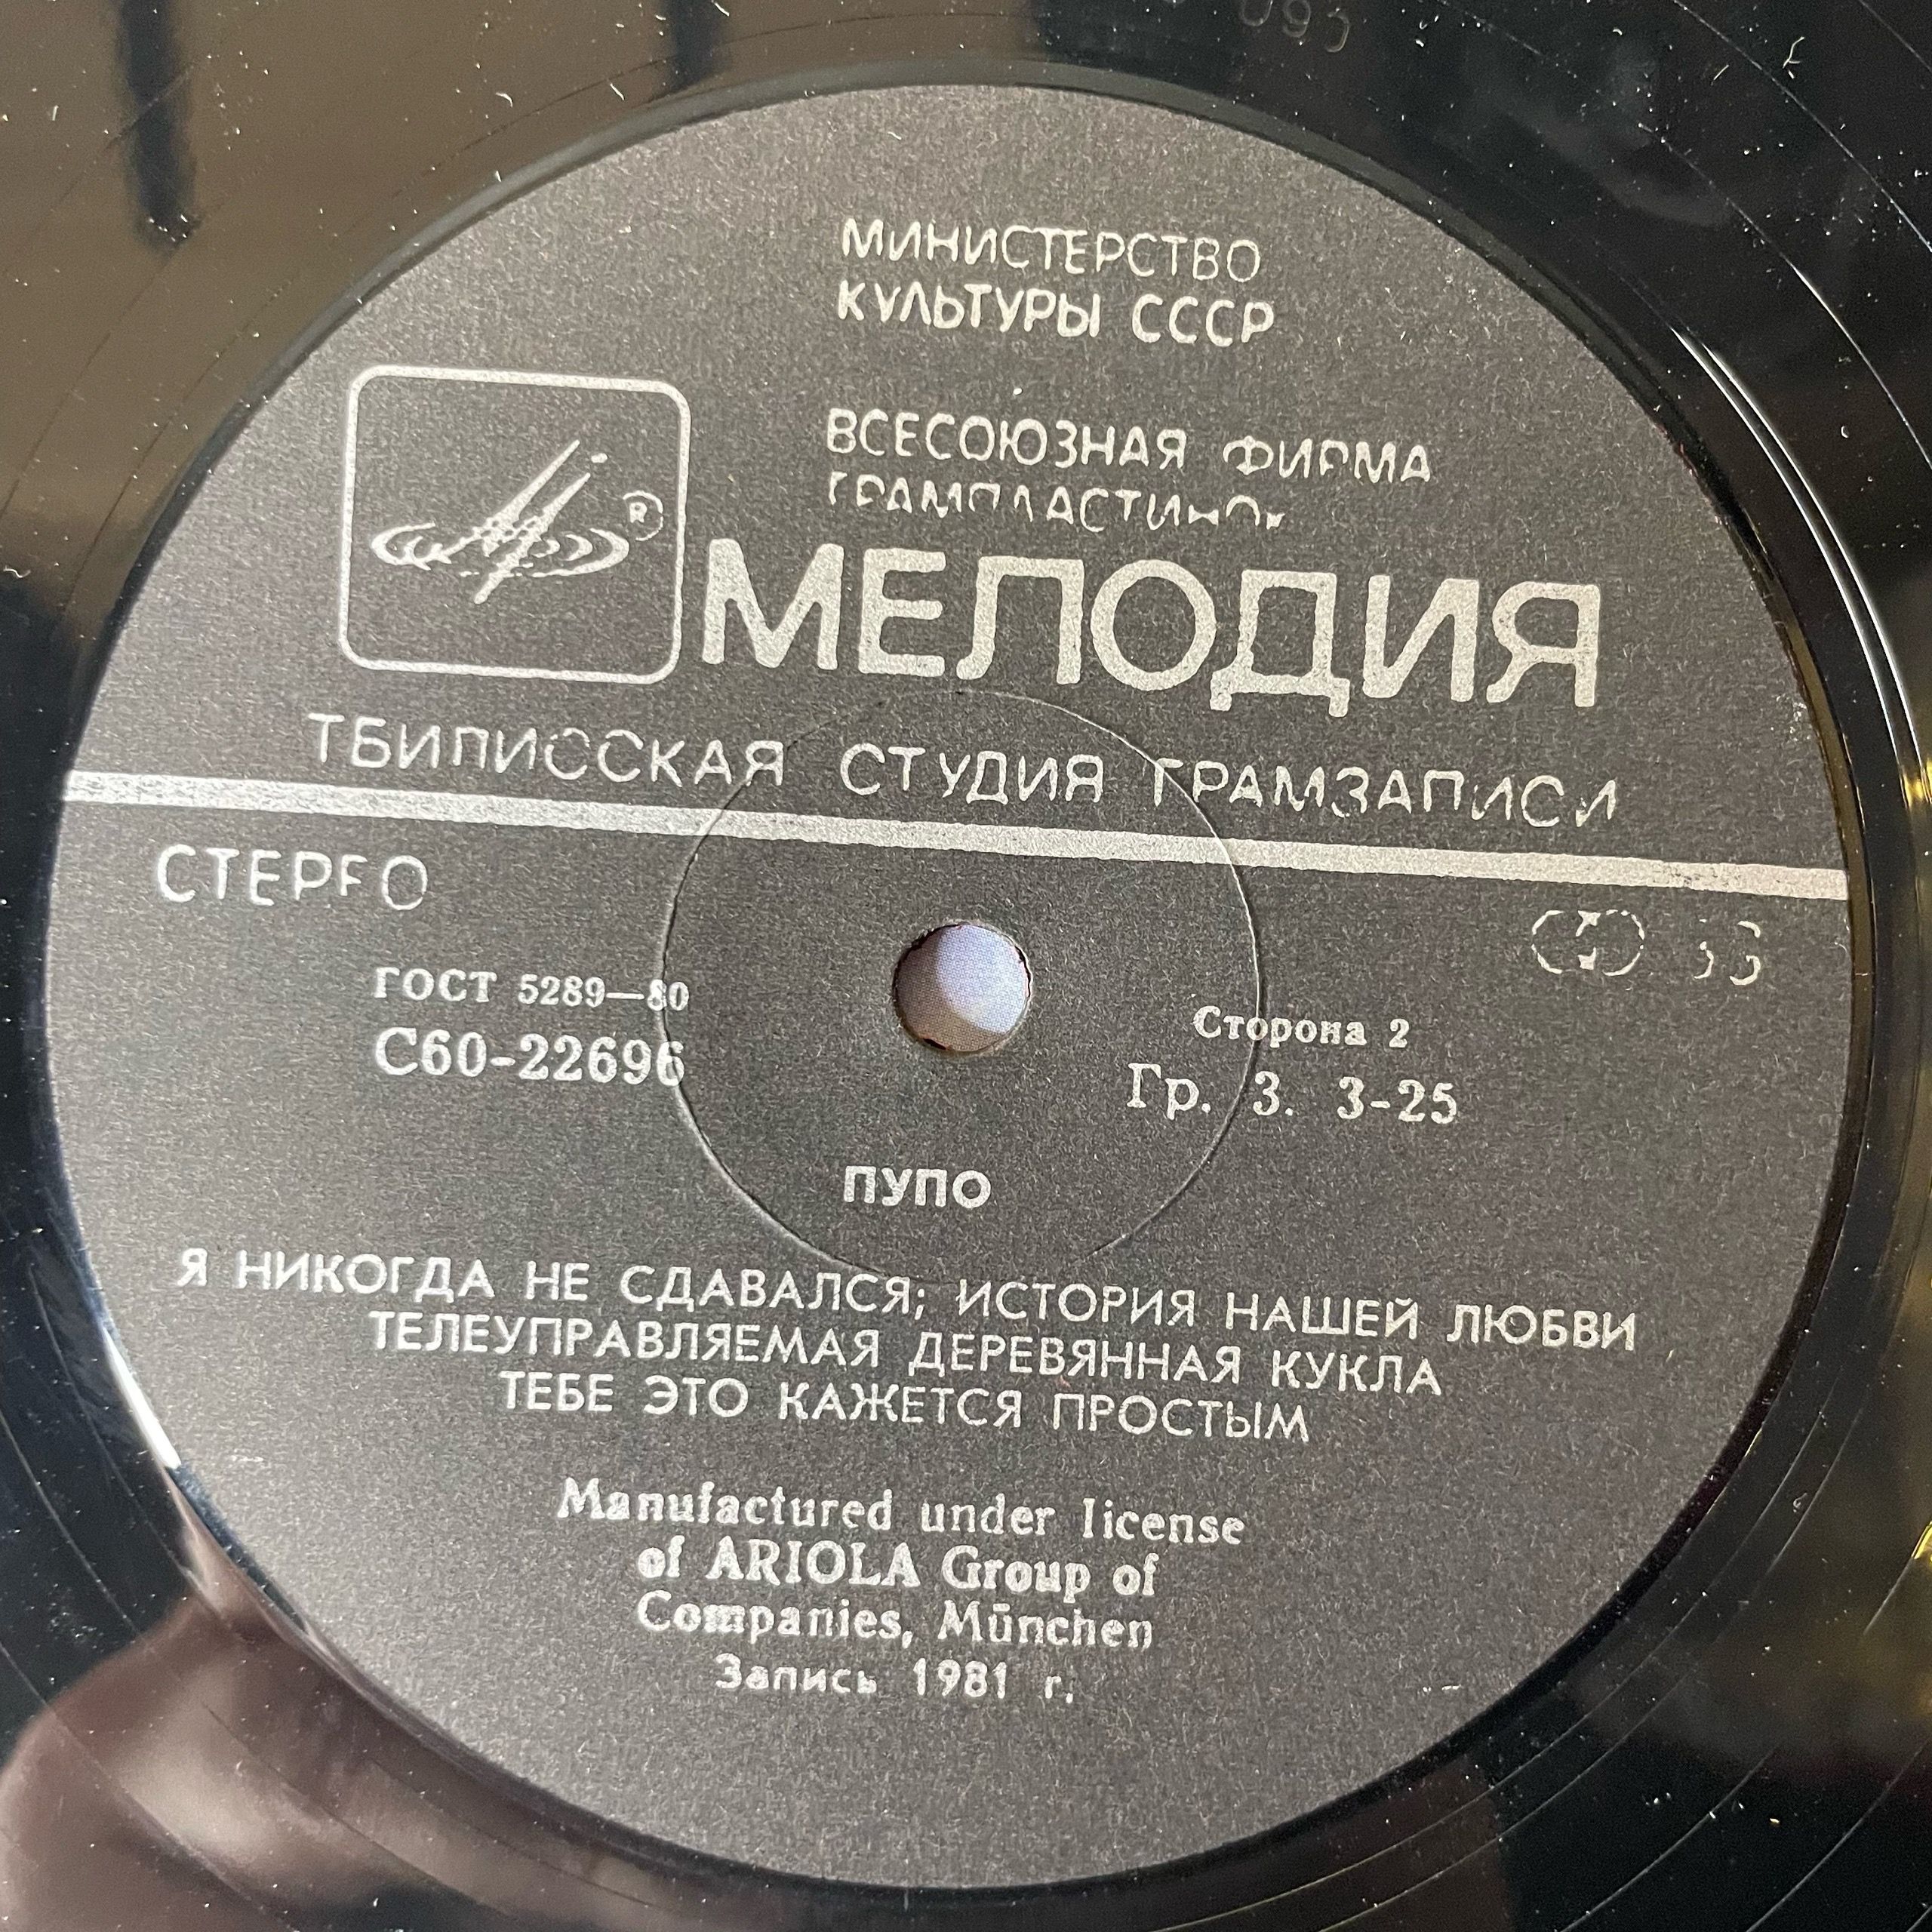 МИНИСТЕРСТВО
КУЛЬТУРЫ СССР
ВСЕСОЮЗНАЯ ФИРМА
ГРАМПЛАСТИНОК
R
МЕЛОДИЯ
ТБИЛИССКАЯ СТУДИЯ ГРАМЗАПИСИ
СТЕРЕО
33
ГОСТ 5289—80
С60-22696
Сторона 2
Гр. 3. 3-25
ПУПО
Я НИКОГДА НЕ СДАВАЛСЯ; ИСТОРИЯ НАШЕЙ ЛЮБВИ
ТЕЛЕУПРАВЛЯЕМАЯ ДЕРЕВЯННАЯ КУКЛА
ТЕБЕ ЭТО КАЖЕТСЯ ПРОСТЫМ
Manufactured under license
of ARIOLA Group of
Companies, München
Запись 1981 г.